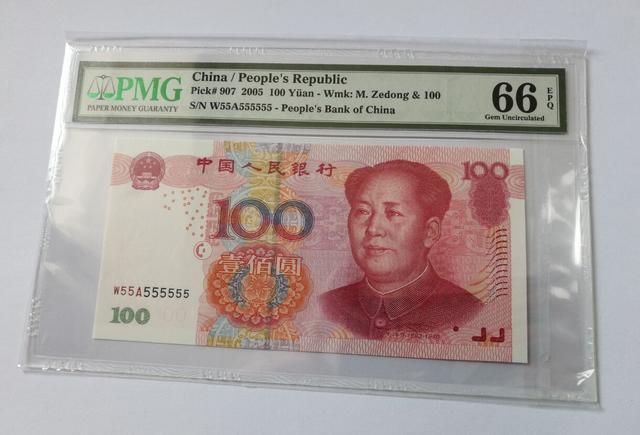 PMG
PAPER MONEY GUARANTY
China / People's Republic
Pick# 907 2005 100 Yüan - Wmk: M. Zedong & 100
S/N W55A555555 - People's Bank of China
66
EPQ
Gem Uncirculated
中国人民银行
100
100
壹佰圆
W55A555555
100